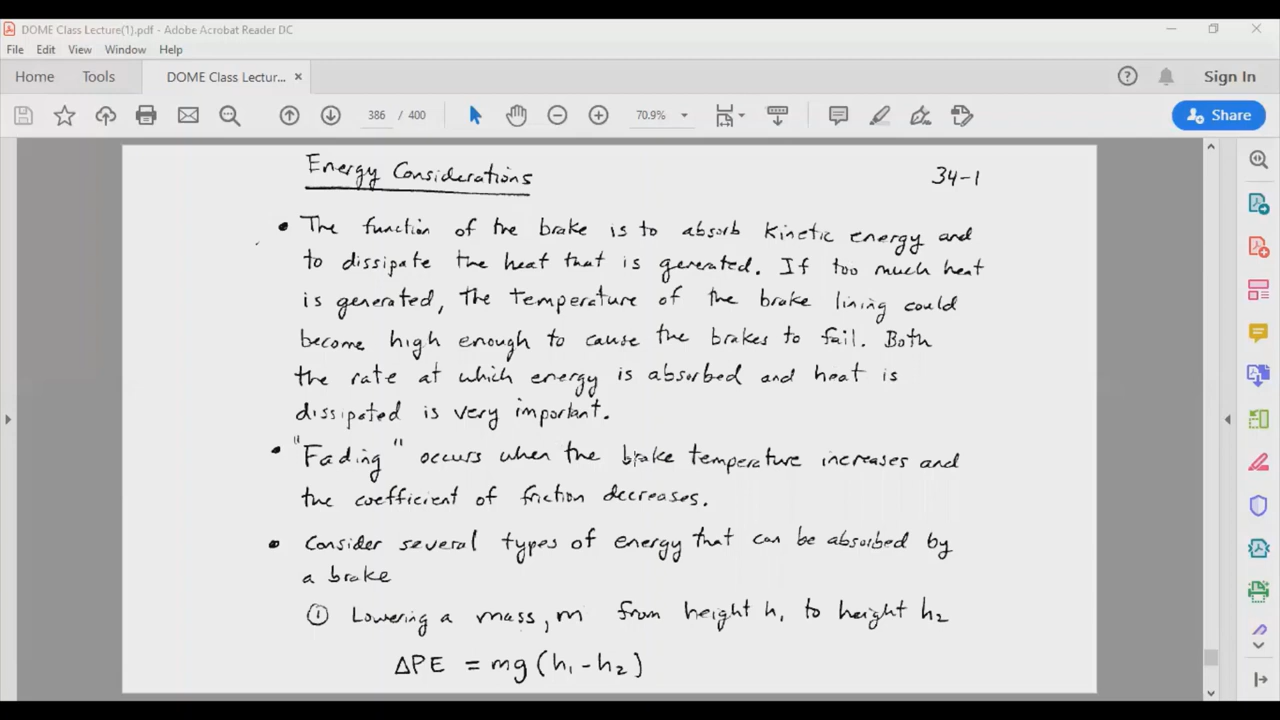 DOME Class Lecture(1).pdf - Adobe Acrobat Reader DC
File Edit View Window Help
Home Tools DOME Class Lectur... × Sign In
386 / 400 70.9% Share
Energy Considerations 34-1
• The function of the brake is to absorb kinetic energy and
to dissipate the heat that is generated. If too much heat
is generated, the temperature of the brake lining could
become high enough to cause the brakes to fail. Both
the rate at which energy is absorbed and heat is
dissipated is very important.
• "Fading" occurs when the brake temperature increases and
the coefficient of friction decreases.
• Consider several types of energy that can be absorbed by
a brake
① Lowering a mass, m from height h₁ to height h₂
ΔPE = mg(h₁-h₂)